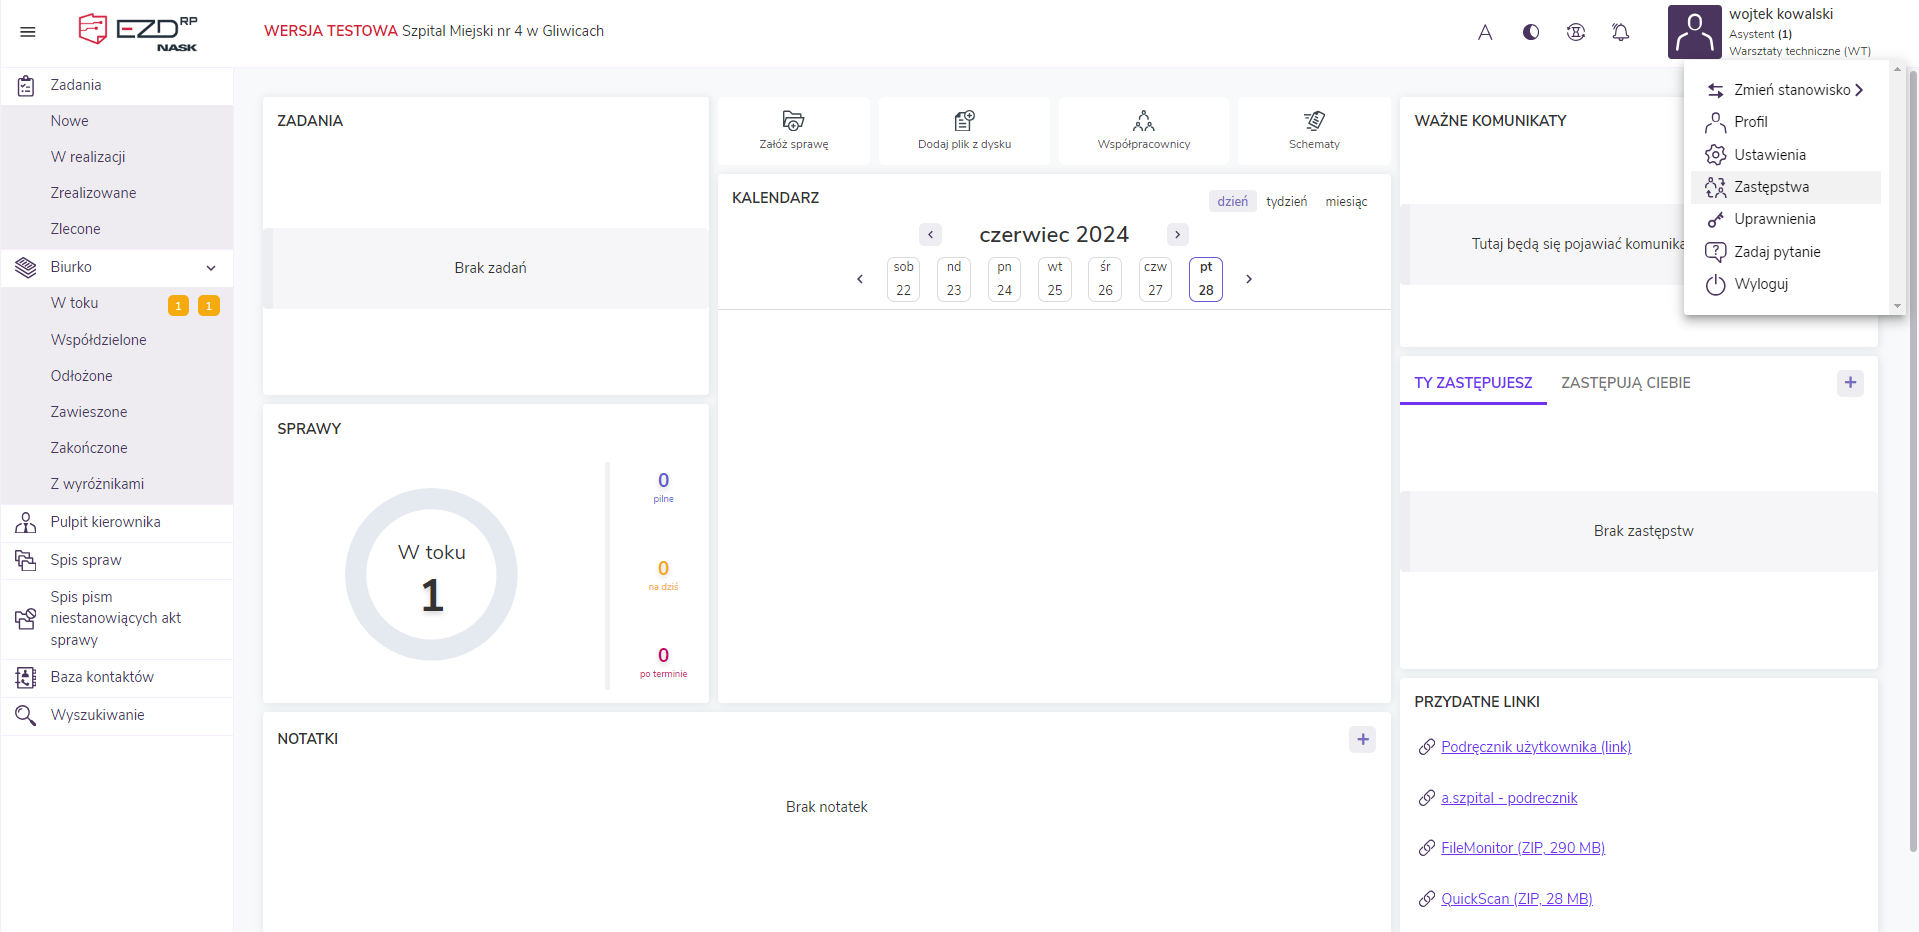 EZD RP
NASK
WERSJA TESTOWA Szpital Miejski nr 4 w Gliwicach
A
wojtek kowalski
Asystent (1)
Warsztaty techniczne (WT)
Zmień stanowisko
Profil
Ustawienia
Zastępstwa
Uprawnienia
Zadaj pytanie
Wyloguj
Zadania
Nowe
W realizacji
Zrealizowane
Zlecone
Biurko
W toku 1 1
Współdzielone
Odłożone
Zawieszone
Zakończone
Z wyróżnikami
Pulpit kierownika
Spis spraw
Spis pism
niestanowiących akt
sprawy
Baza kontaktów
Wyszukiwanie
ZADANIA
Brak zadań
SPRAWY
W toku
1
0
pilne
0
na dziś
0
po terminie
Załóż sprawę
Dodaj plik z dysku
Współpracownicy
Schematy
KALENDARZ
dzień tydzień miesiąc
czerwiec 2024
sob nd pn wt śr czw pt
22 23 24 25 26 27 28
NOTATKI
+
Brak notatek
WAŻNE KOMUNIKATY
Tutaj będą się pojawiać komunika
TY ZASTĘPUJESZ ZASTĘPUJĄ CIEBIE +
Brak zastępstw
PRZYDATNE LINKI
Podręcznik użytkownika (link)
a.szpital - podrecznik
FileMonitor (ZIP, 290 MB)
QuickScan (ZIP, 28 MB)